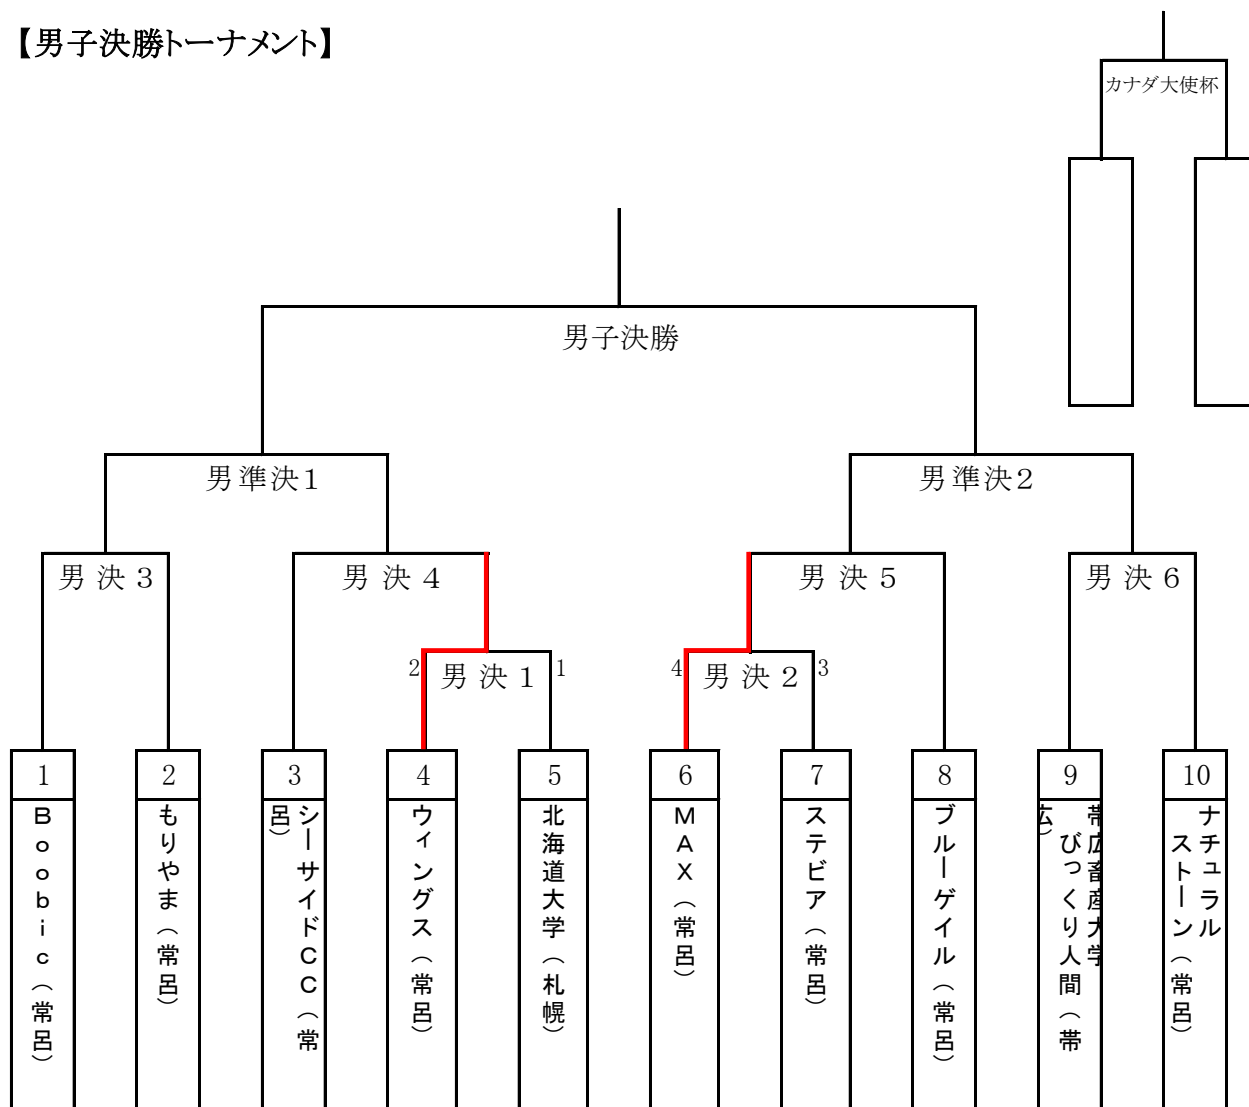 【男子決勝トーナメント】
カナダ大使杯
男子決勝
男準決１
男準決２
男決３
男決４
男決５
男決６
2
男決１
1
4
男決２
3
1
2
3
4
5
6
7
8
9
10
Ｂｏｏｂｉｃ（常呂）
もりやま（常呂）
シーサイドＣＣ（常
呂）
ウィングス（常呂）
北海道大学（札幌）
ＭＡＸ（常呂）
ステビア（常呂）
ブルーゲイル（常呂）
帯広畜産大学
びっくり人間（帯
広）
ナチュラル
ストーン（常呂）